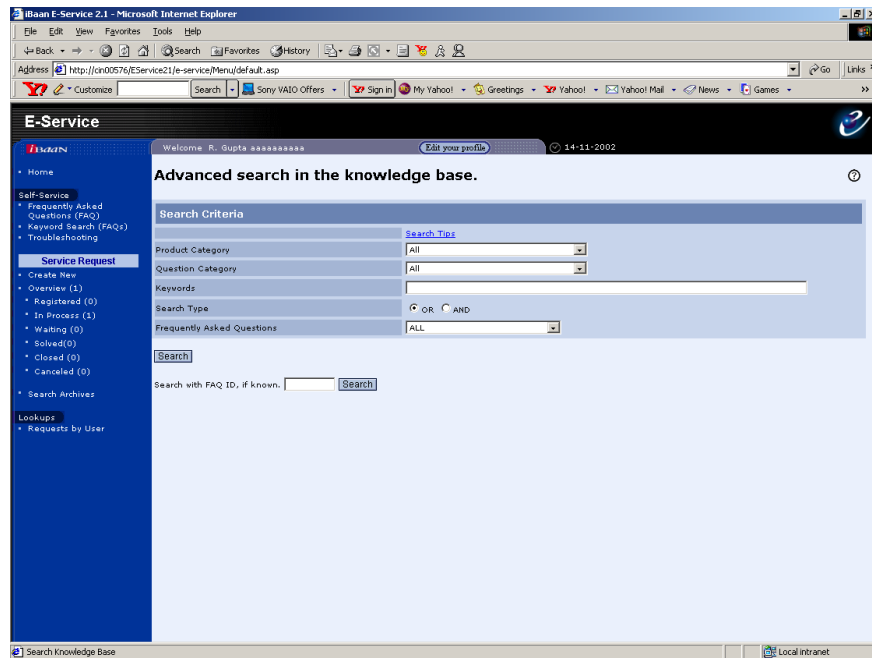 iBaan E-Service 2.1 - Microsoft Internet Explorer
File Edit View Favorites Tools Help
Back Search Favorites History
Address http://cin00576/EService21/e-service/Menu/default.asp Go Links
Customize Search Sony VAIO Offers Sign in My Yahoo! Greetings Yahoo! Yahoo! Mail News Games
E-Service
iBaan Welcome R. Gupta aaaaaaaaaa Edit your profile 14-11-2002
Home
Advanced search in the knowledge base.
Self-Service
Frequently Asked
Questions (FAQ)
Keyword Search (FAQs)
Troubleshooting
Service Request
Create New
Overview (1)
Registered (0)
In Process (1)
Waiting (0)
Solved(0)
Closed (0)
Canceled (0)
Search Archives
Lookups
Requests by User
Search Criteria
Search Tips
Product Category All
Question Category All
Keywords
Search Type OR AND
Frequently Asked Questions ALL
Search
Search with FAQ ID, if known. Search
Search Knowledge Base Local intranet